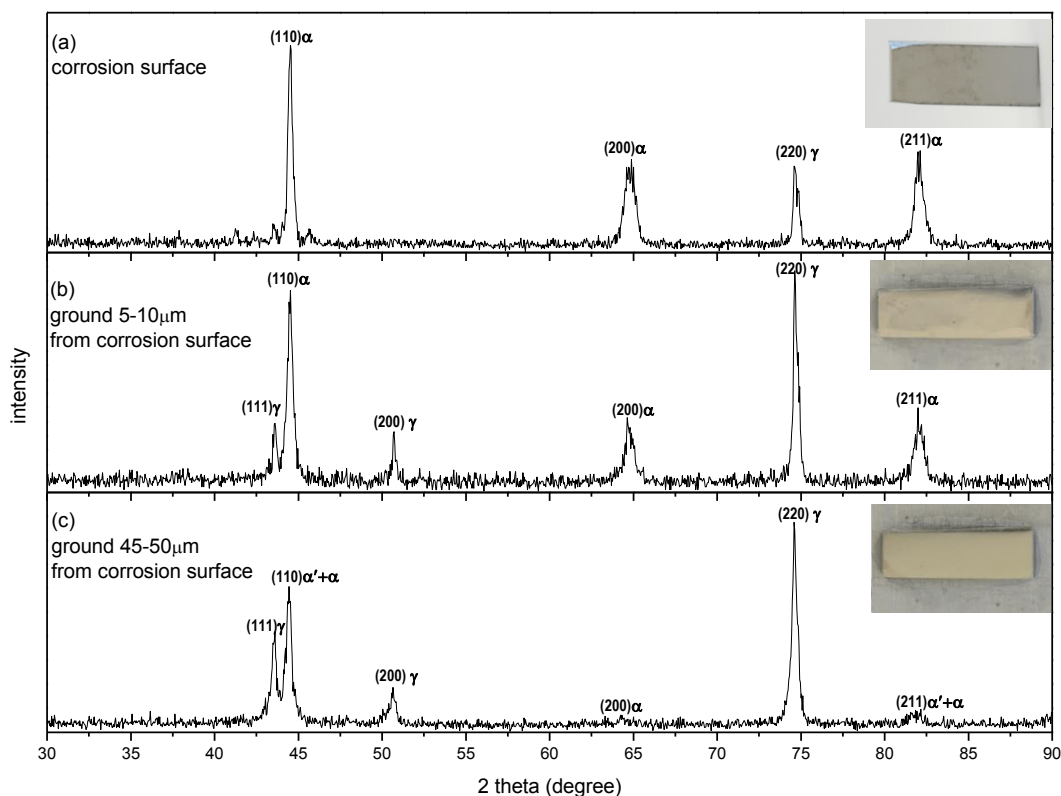 (a)
corrosion surface
(110)α
(200)α
(220) γ
(211)α
(b)
ground 5-10μm
from corrosion surface
(110)α
(111)γ
(200) γ
(200)α
(220) γ
(211)α
(c)
ground 45-50μm
from corrosion surface
(110)α′+α
(111)γ
(200) γ
(200)α
(220) γ
(211)α′+α
30 35 40 45 50 55 60 65 70 75 80 85 90
2 theta (degree)
intensity